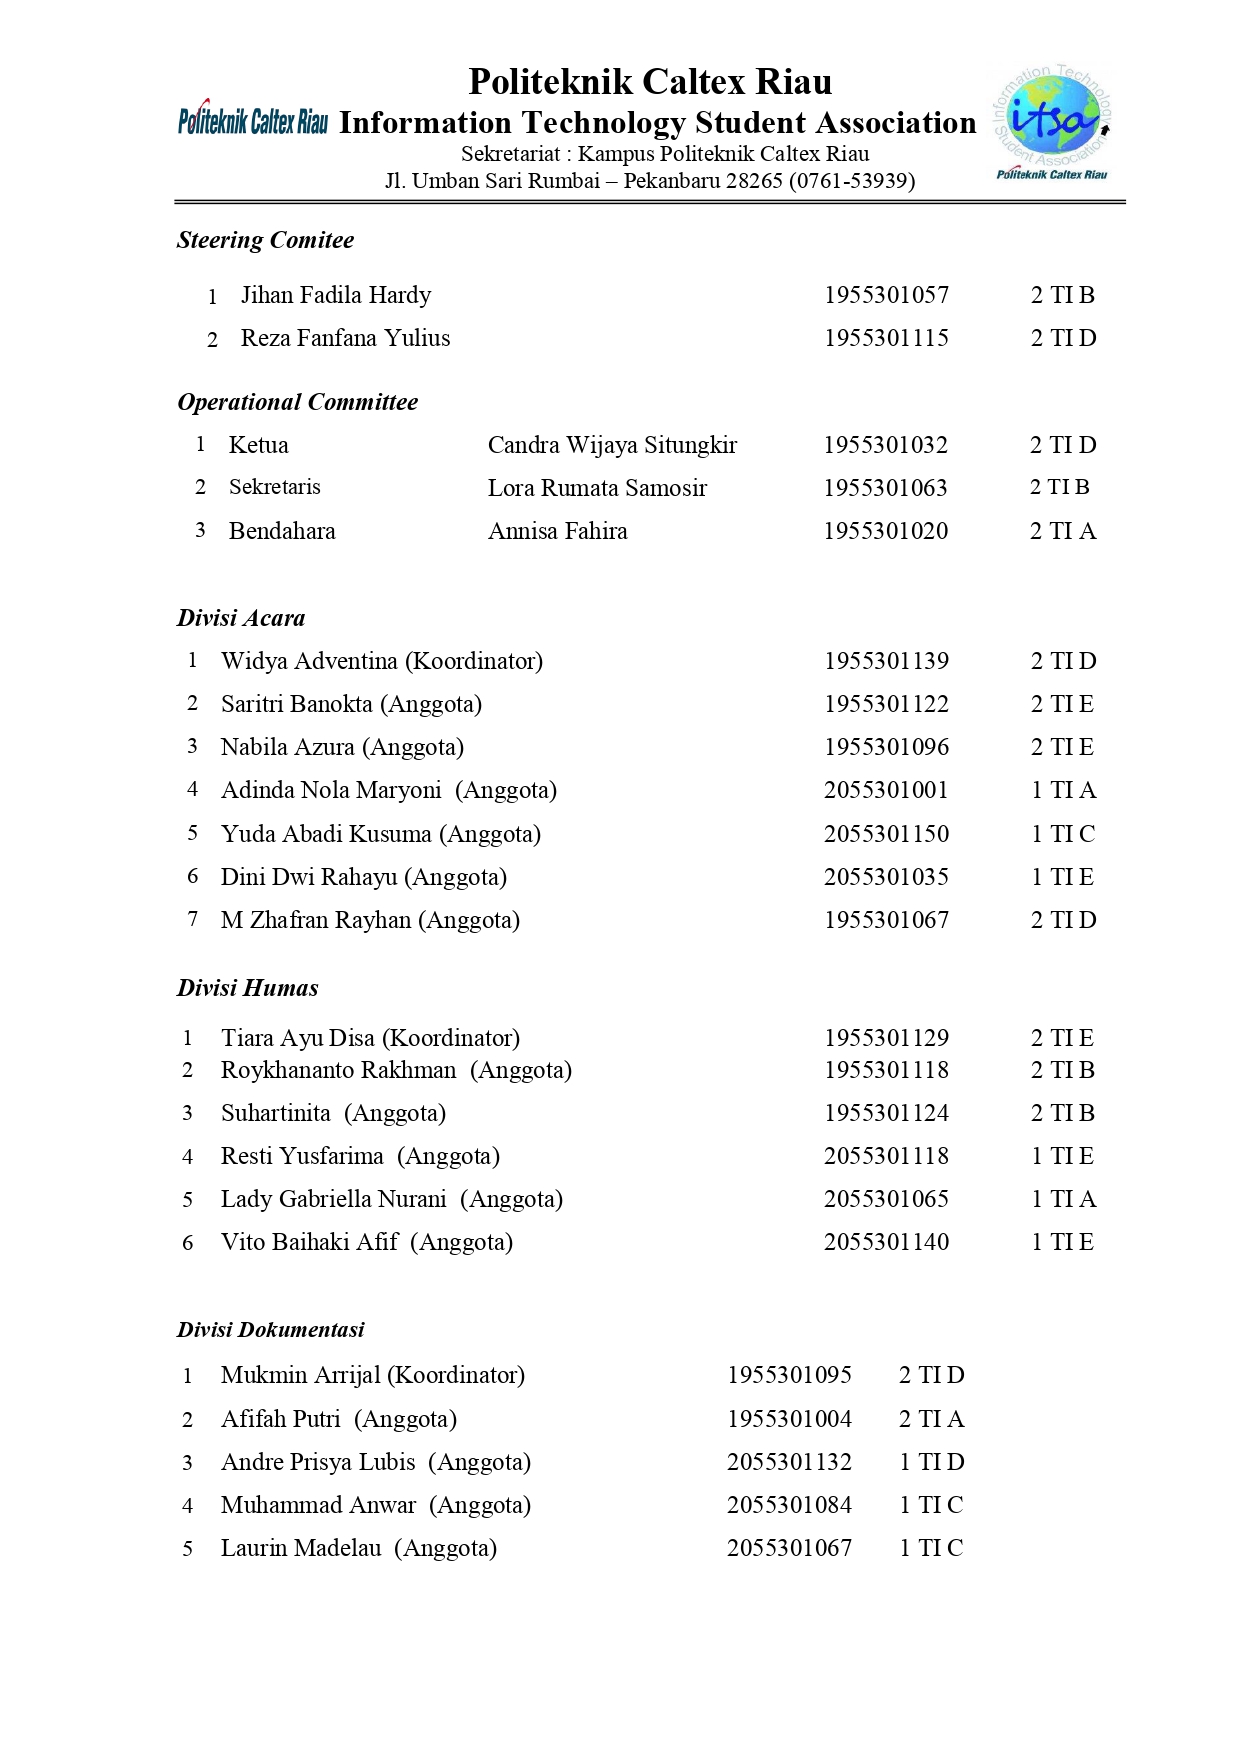 Politeknik Caltex Riau
Politeknik Caltex Riau Information Technology Student Association
Sekretariat : Kampus Politeknik Caltex Riau
Jl. Umban Sari Rumbai – Pekanbaru 28265 (0761-53939)
Information Technology Student Association
itsa
Politeknik Caltex Riau
Steering Comitee
1 Jihan Fadila Hardy 1955301057 2 TI B
2 Reza Fanfana Yulius 1955301115 2 TI D
Operational Committee
1 Ketua Candra Wijaya Situngkir 1955301032 2 TI D
2 Sekretaris Lora Rumata Samosir 1955301063 2 TI B
3 Bendahara Annisa Fahira 1955301020 2 TI A
Divisi Acara
1 Widya Adventina (Koordinator) 1955301139 2 TI D
2 Saritri Banokta (Anggota) 1955301122 2 TI E
3 Nabila Azura (Anggota) 1955301096 2 TI E
4 Adinda Nola Maryoni (Anggota) 2055301001 1 TI A
5 Yuda Abadi Kusuma (Anggota) 2055301150 1 TI C
6 Dini Dwi Rahayu (Anggota) 2055301035 1 TI E
7 M Zhafran Rayhan (Anggota) 1955301067 2 TI D
Divisi Humas
1 Tiara Ayu Disa (Koordinator) 1955301129 2 TI E
2 Roykhananto Rakhman (Anggota) 1955301118 2 TI B
3 Suhartinita (Anggota) 1955301124 2 TI B
4 Resti Yusfarima (Anggota) 2055301118 1 TI E
5 Lady Gabriella Nurani (Anggota) 2055301065 1 TI A
6 Vito Baihaki Afif (Anggota) 2055301140 1 TI E
Divisi Dokumentasi
1 Mukmin Arrijal (Koordinator) 1955301095 2 TI D
2 Afifah Putri (Anggota) 1955301004 2 TI A
3 Andre Prisya Lubis (Anggota) 2055301132 1 TI D
4 Muhammad Anwar (Anggota) 2055301084 1 TI C
5 Laurin Madelau (Anggota) 2055301067 1 TI C